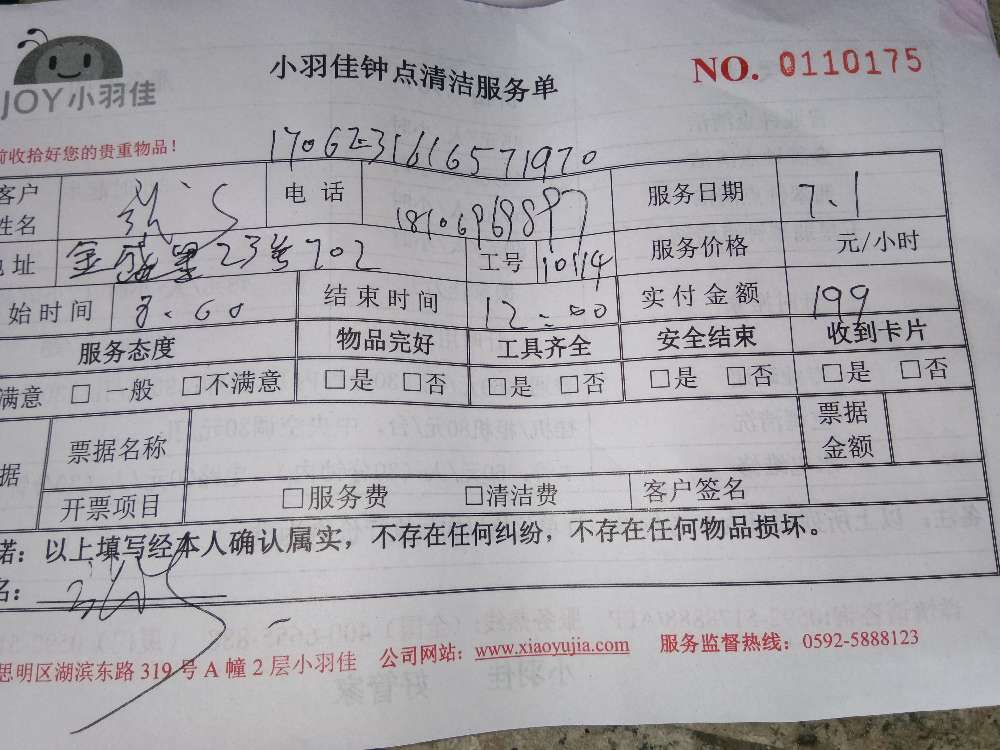 JOY小羽佳
小羽佳钟点清洁服务单
NO. 0110175
前收拾好您的贵重物品！
客户姓名 电话 18106969897 服务日期 7.1
地址 金盛里23号702 工号 10114 服务价格 元/小时
始时间 8.00 结束时间 12:00 实付金额 199
服务态度 物品完好 工具齐全 安全结束 收到卡片
满意 □一般 □不满意 □是 □否 □是 □否 □是 □否 □是 □否
据 票据名称 票据金额
开票项目 □服务费 □清洁费 客户签名
诺：以上填写经本人确认属实，不存在任何纠纷，不存在任何物品损坏。
名：
思明区湖滨东路 319 号 A 幢 2 层小羽佳 公司网站：www.xiaoyujia.com 服务监督热线：0592-5888123